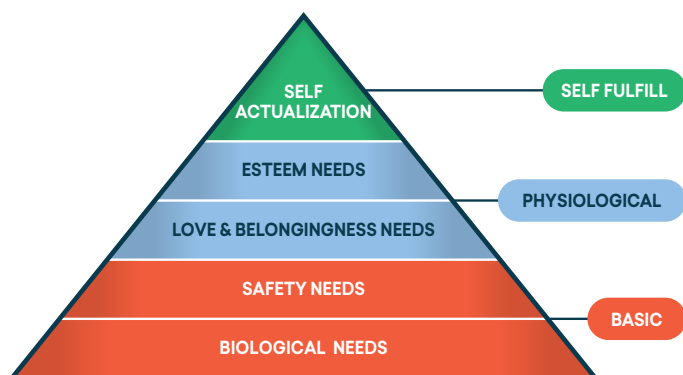 SELF
ACTUALIZATION
SELF FULFILL
ESTEEM NEEDS
PHYSIOLOGICAL
LOVE & BELONGINGNESS NEEDS
SAFETY NEEDS
BASIC
BIOLOGICAL NEEDS